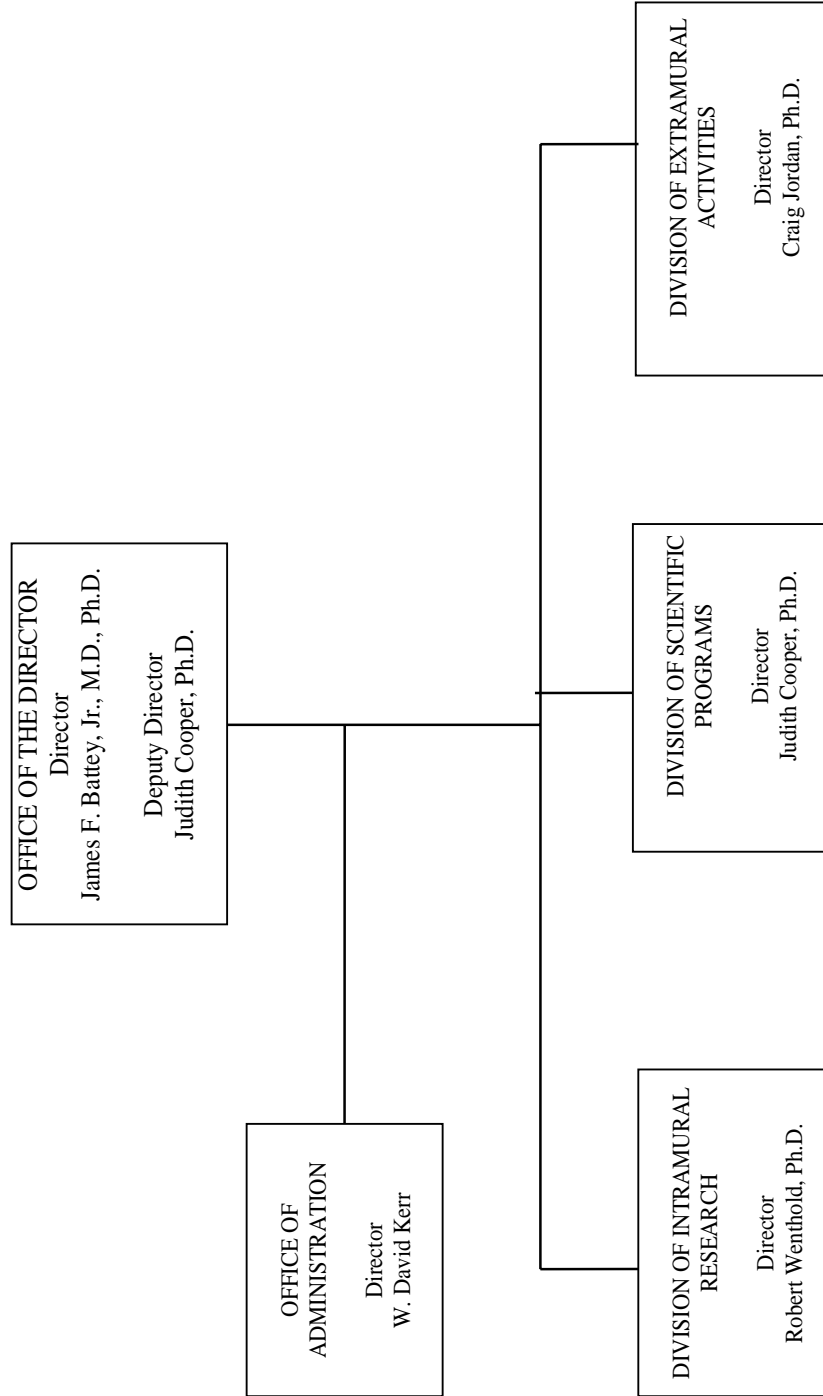 OFFICE OF THE DIRECTOR
Director
James F. Battey, Jr., M.D., Ph.D.
Deputy Director
Judith Cooper, Ph.D.
OFFICE OF
ADMINISTRATION
Director
W. David Kerr
DIVISION OF INTRAMURAL
RESEARCH
Director
Robert Wenthold, Ph.D.
DIVISION OF SCIENTIFIC
PROGRAMS
Director
Judith Cooper, Ph.D.
DIVISION OF EXTRAMURAL
ACTIVITIES
Director
Craig Jordan, Ph.D.